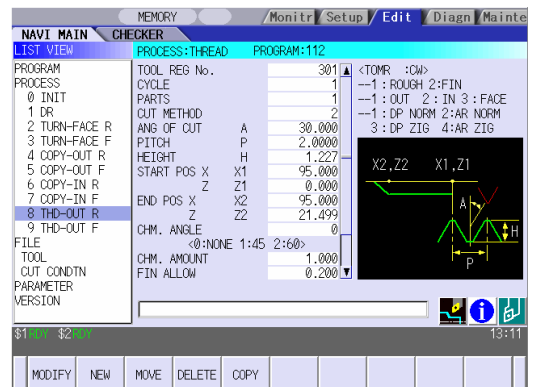 MEMORY Monitr Setup Edit Diagn Mainte
NAVI MAIN CHECKER
LIST VIEW PROCESS:THREAD PROGRAM:112
PROGRAM
PROCESS
0 INIT
1 DR
2 TURN-FACE R
3 TURN-FACE F
4 COPY-OUT R
5 COPY-OUT F
6 COPY-IN R
7 COPY-IN F
8 THD-OUT R
9 THD-OUT F
FILE
TOOL
CUT CONDTN
PARAMETER
VERSION
TOOL REG No. 301
CYCLE 1
PARTS 1
CUT METHOD 2
ANG OF CUT A 30.000
PITCH P 2.0000
HEIGHT H 1.227
START POS X X1 95.000
Z Z1 0.000
END POS X X2 95.000
Z Z2 21.499
CHM. ANGLE 0
<0:NONE 1:45 2:60>
CHM. AMOUNT 1.000
FIN ALLOW 0.200
<TOMR :CW>
--1 : ROUGH 2:FIN
--1 : OUT 2 : IN 3 : FACE
--1 : DP NORM 2:AR NORM
3 : DP ZIG 4:AR ZIG
X2,Z2 X1,Z1
A
H
P
i
$1 RDY $2 RDY 13:11
MODIFY NEW MOVE DELETE COPY